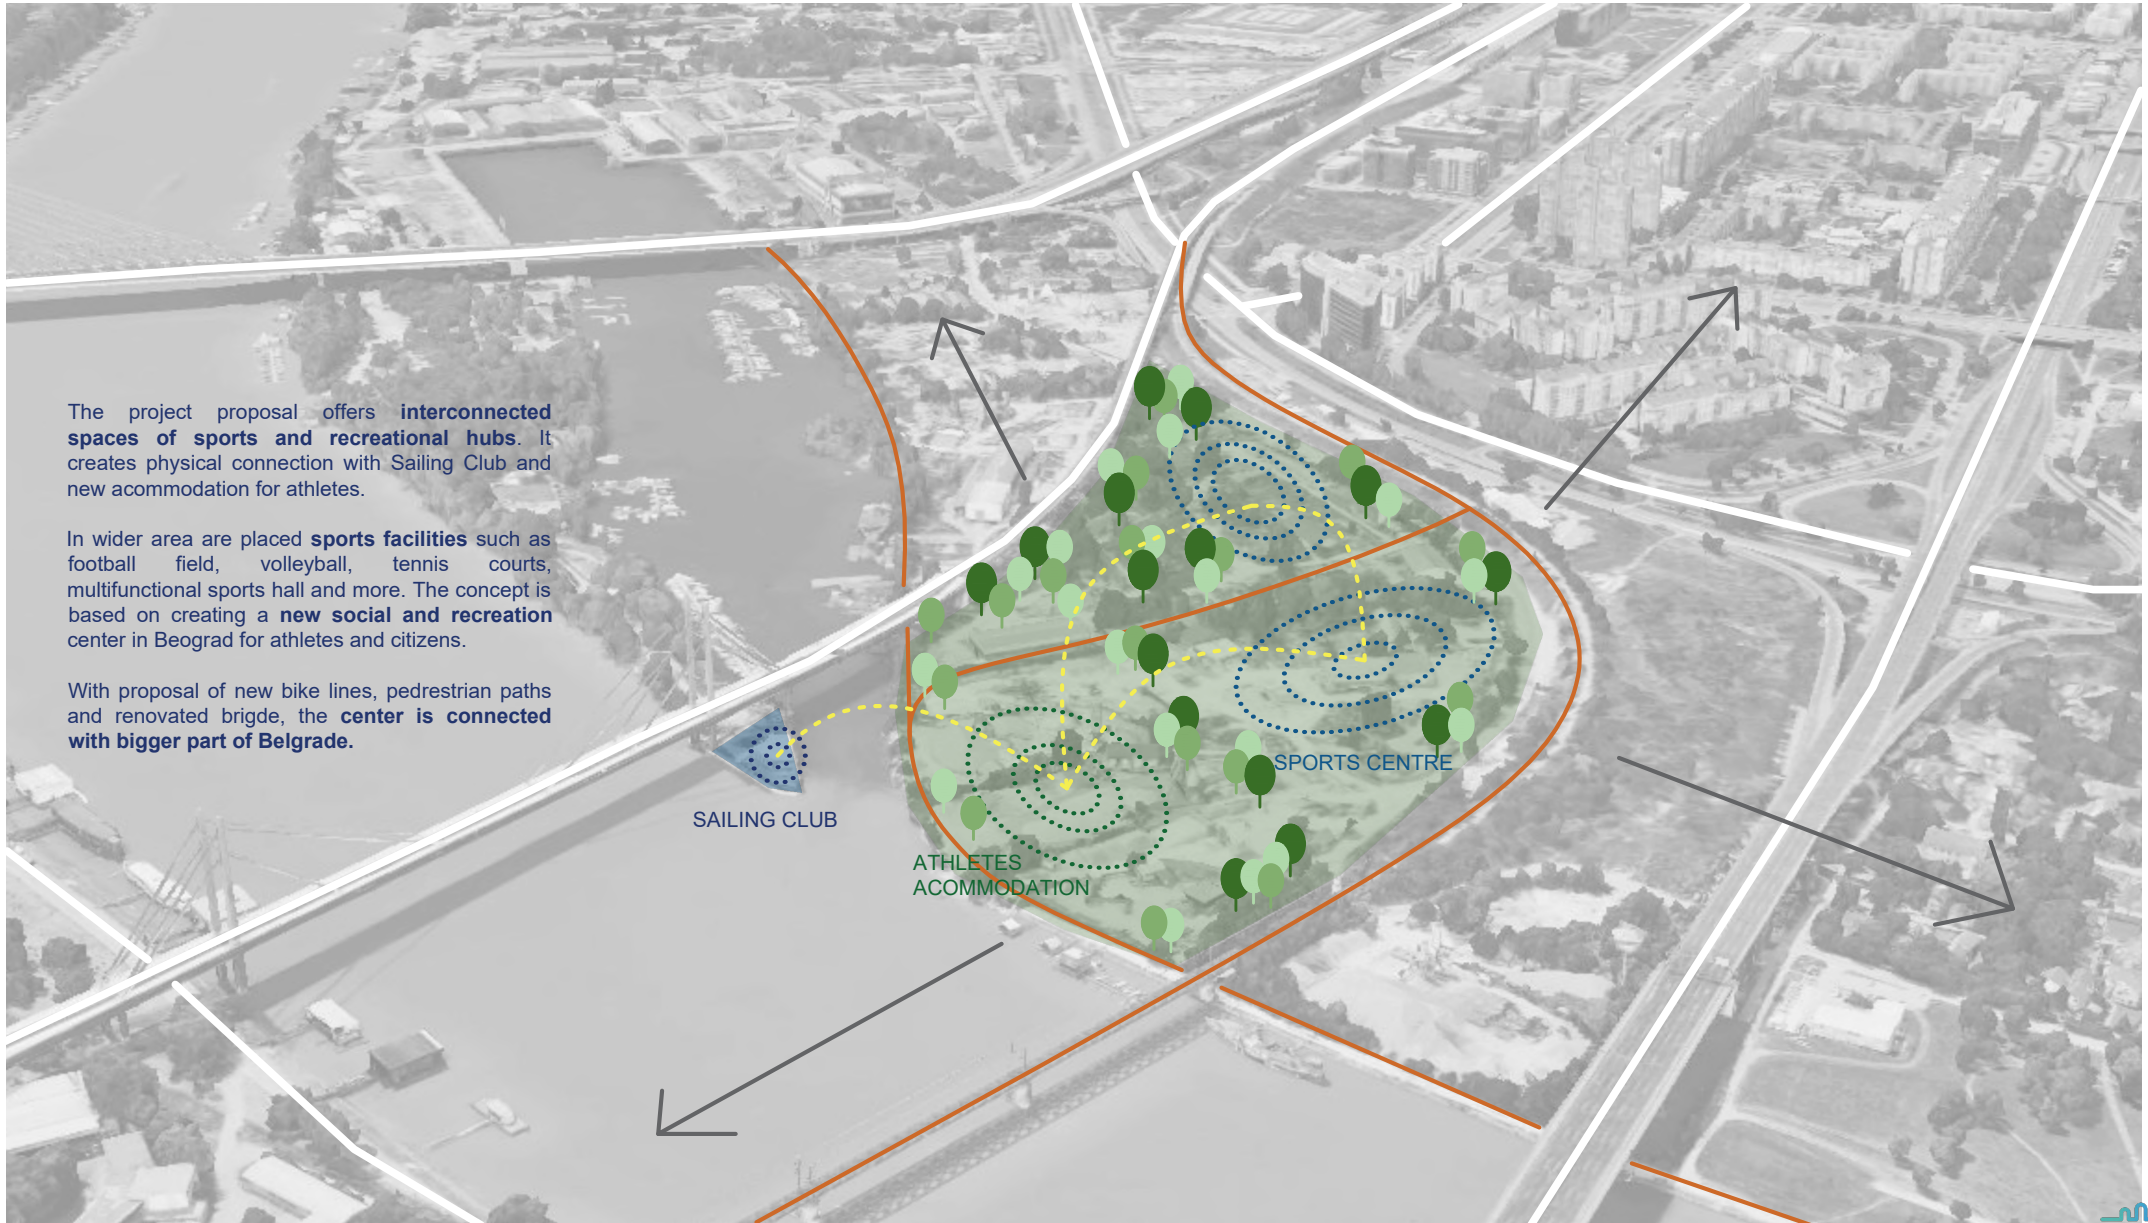 The project proposal offers interconnected
spaces of sports and recreational hubs. It
creates physical connection with Sailing Club and
new acommodation for athletes.
In wider area are placed sports facilities such as
football field, volleyball, tennis courts,
multifunctional sports hall and more. The concept is
based on creating a new social and recreation
center in Beograd for athletes and citizens.
With proposal of new bike lines, pedrestrian paths
and renovated brigde, the center is connected
with bigger part of Belgrade.
SPORTS CENTRE
SAILING CLUB
ATHLETES
ACOMMODATION